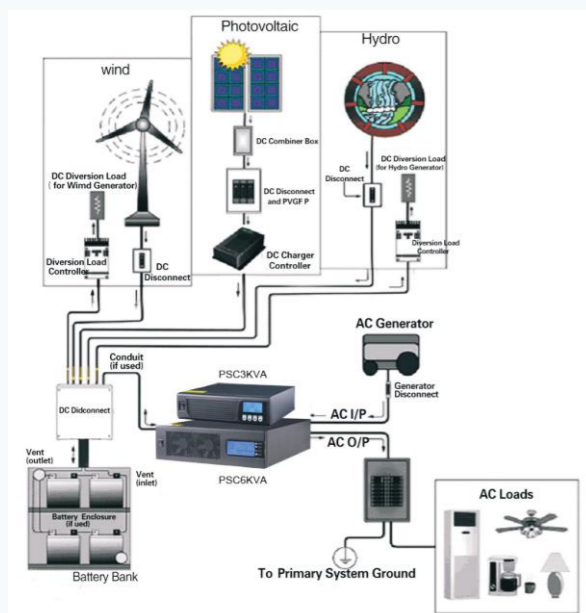 Photovoltaic
Hydro
wind
DC Combiner Box
DC Disconnect
and PVGF P
DC Charger
Controller
DC Diversion Load
( for Wimd Generator)
Diversion Load
Controller
DC
Disconnect
DC
Disconnect
DC Diversion Load
(for Hydro Generator)
Diversion Load
Controller
Conduit
(if used)
PSC3KVA
AC Generator
Generator
Disconnect
AC I/P
AC O/P
PSC6KVA
DC Didconnect
Vent
(outlet)
Vent
(inlet)
Battery Enclosure
(if ued)
Battery Bank
AC Loads
To Primary System Ground